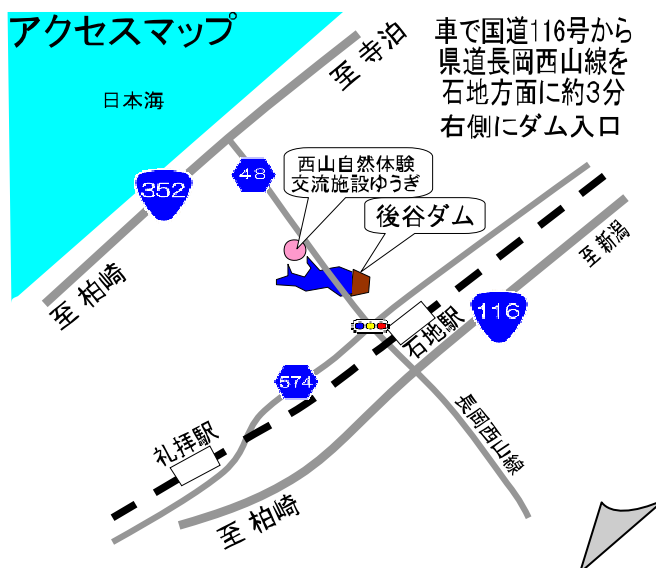 アクセスマップ
車で国道116号から
県道長岡西山線を
石地方面に約3分
右側にダム入口
日本海
至 寺泊
352
48
西山自然体験
交流施設ゆうぎ
後谷ダム
至 柏崎
至 新潟
116
石地駅
574
長岡西山線
礼拝駅
至 柏崎